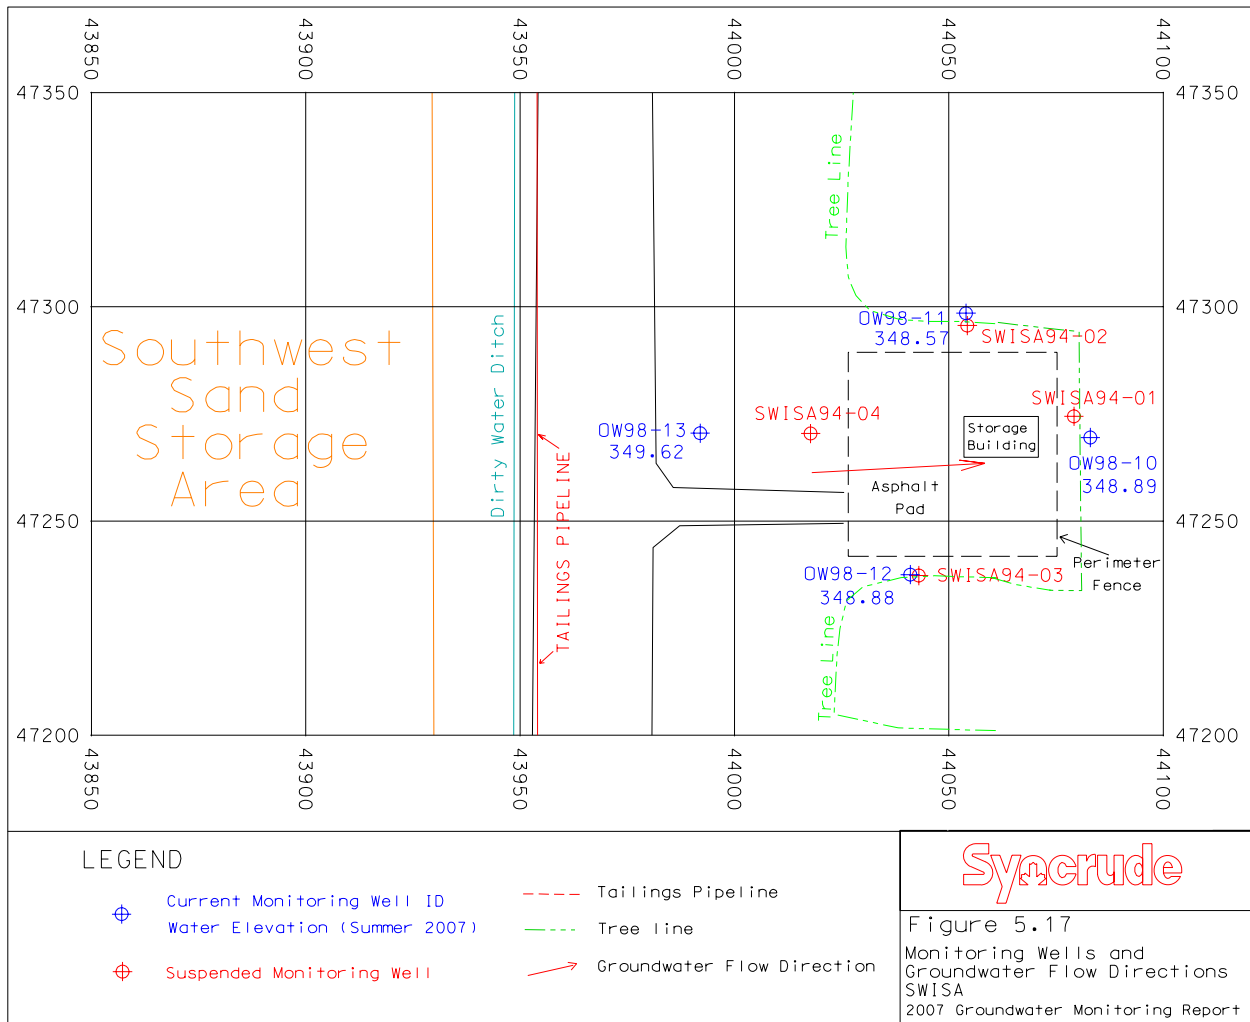 43850 43900 43950 44000 44050 44100
47350 47350
Tree Line
47300 47300
OW98-11
348.57
SWISA94-02
Southwest
Sand
Storage
Area
Dirty Water Ditch
TAILINGS PIPELINE
OW98-13
349.62
SWISA94-04
SWISA94-01
Storage
Building
OW98-10
348.89
Asphalt
Pad
47250 47250
Perimeter
Fence
OW98-12
348.88
SWISA94-03
Tree Line
47200 47200
43850 43900 43950 44000 44050 44100
LEGEND
Current Monitoring Well ID
Water Elevation (Summer 2007)
Suspended Monitoring Well
Tailings Pipeline
Tree line
Groundwater Flow Direction
Syncrude
Figure 5.17
Monitoring Wells and
Groundwater Flow Directions
SWISA
2007 Groundwater Monitoring Report